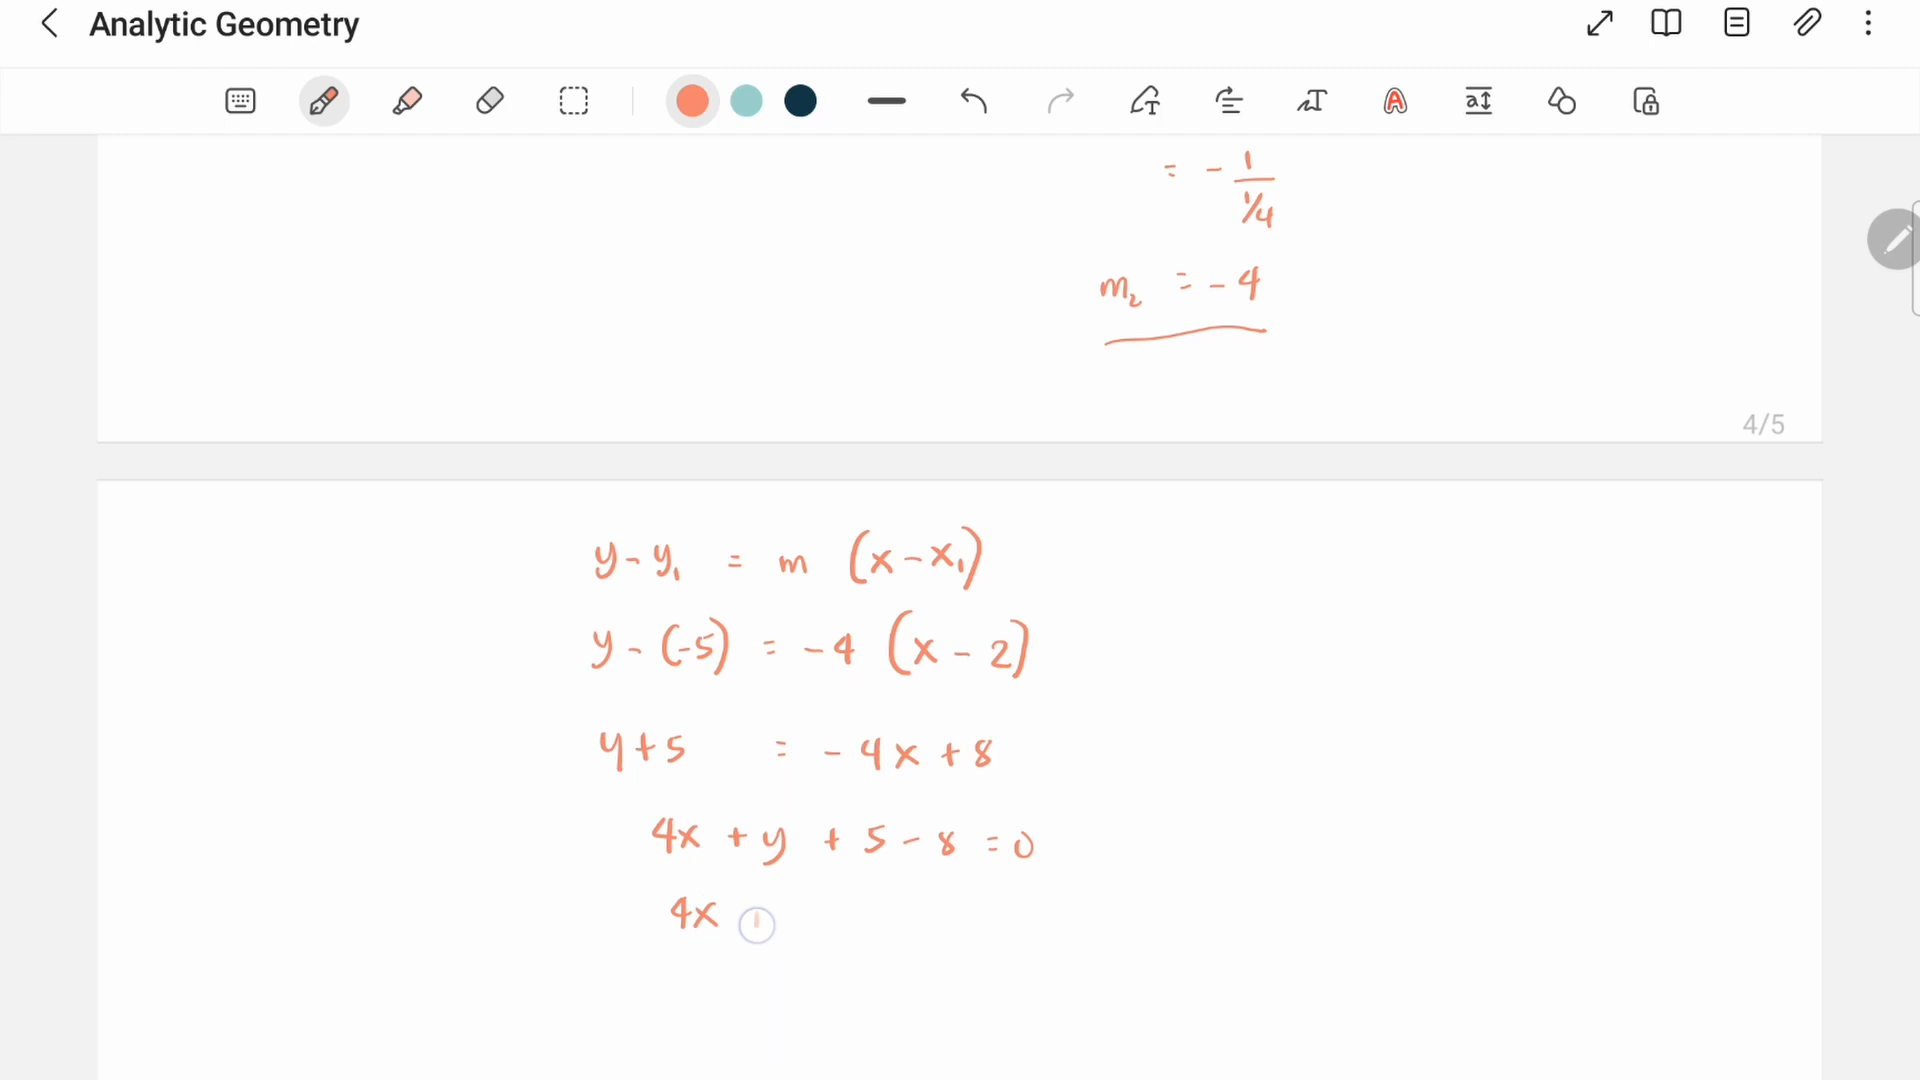 Analytic Geometry
= - 1/(1/4)
m₂ = - 4
4/5
y - y₁ = m (x - x₁)
y - (-5) = -4 (x - 2)
y + 5 = - 4x + 8
4x + y + 5 - 8 = 0
4x